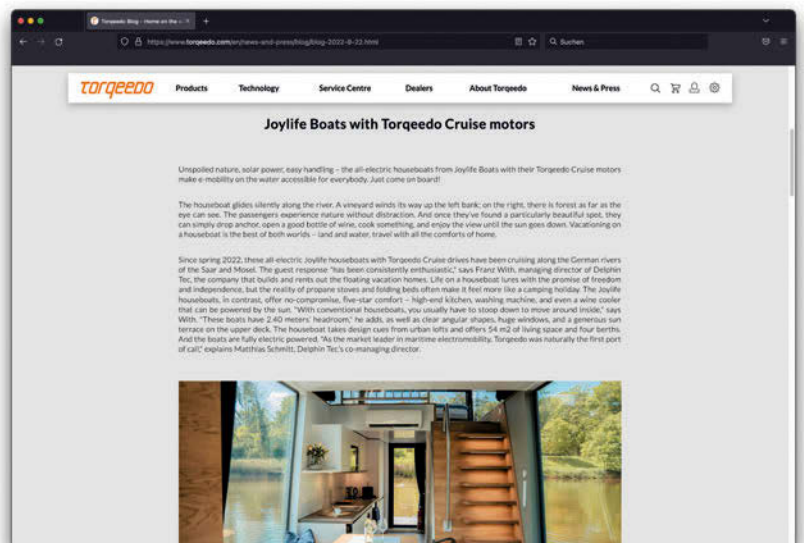 Torqeedo Blog – Home on the
https://www.torqeedo.com/en/news-and-press/blog/blog-2022-8-22.html
Suchen
TORQEEDO
Products
Technology
Service Centre
Dealers
About Torqeedo
News & Press
Joylife Boats with Torqeedo Cruise motors
Unspoiled nature, solar power, easy handling – the all-electric houseboats from Joylife Boats with their Torqeedo Cruise motors
make e-mobility on the water accessible for everybody. Just come on board!
The houseboat glides silently along the river. A vineyard winds its way up the left bank; on the right, there is forest as far as the
eye can see. The passengers experience nature without distraction. And once they've found a particularly beautiful spot, they
can simply drop anchor, open a good bottle of wine, cook something, and enjoy the view until the sun goes down. Vacationing on
a houseboat is the best of both worlds – land and water, travel with all the comforts of home.
Since spring 2022, these all-electric Joylife houseboats with Torqeedo Cruise drives have been cruising along the German rivers
of the Saar and Mosel. The guest response "has been consistently enthusiastic," says Franz With, managing director of Delphin
Tec, the company that builds and rents out the floating vacation homes. Life on a houseboat lures with the promise of freedom
and independence, but the reality of propane stoves and folding beds often make it feel more like a camping holiday. The Joylife
houseboats, in contrast, offer no-compromise, five-star comfort – high-end kitchen, washing machine, and even a wine cooler
that can be powered by the sun. "With conventional houseboats, you usually have to stoop down to move around inside," says
With. "These boats have 2.40 meters' headroom," he adds, as well as clear angular shapes, huge windows, and a generous sun
terrace on the upper deck. The houseboat takes design cues from urban lofts and offers 54 m2 of living space and four berths.
And the boats are fully electric powered. "As the market leader in maritime electromobility, Torqeedo was naturally the first port
of call," explains Matthias Schmitt, Delphin Tec's co-managing director.